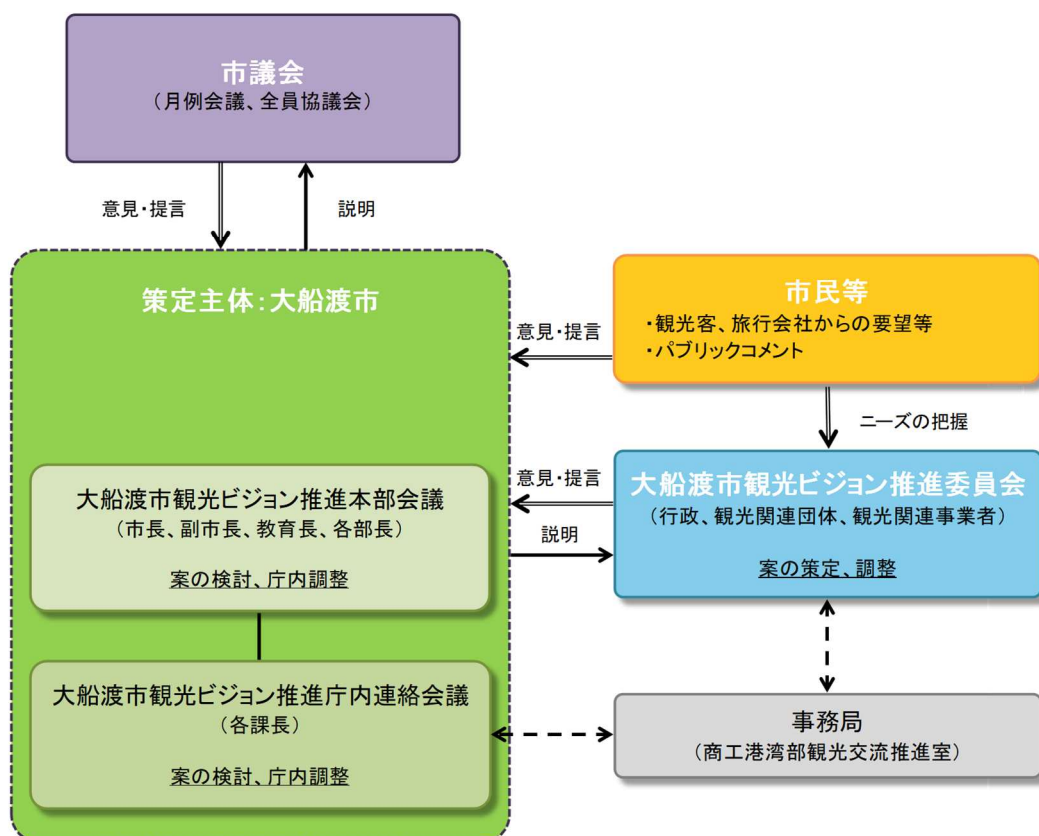 市議会
（月例会議、全員協議会）
意見・提言
説明
策定主体：大船渡市
市民等
・観光客、旅行会社からの要望等
・パブリックコメント
意見・提言
ニーズの把握
大船渡市観光ビジョン推進本部会議
（市長、副市長、教育長、各部長）
案の検討、庁内調整
意見・提言
説明
大船渡市観光ビジョン推進委員会
（行政、観光関連団体、観光関連事業者）
案の策定、調整
大船渡市観光ビジョン推進庁内連絡会議
（各課長）
案の検討、庁内調整
事務局
（商工港湾部観光交流推進室）